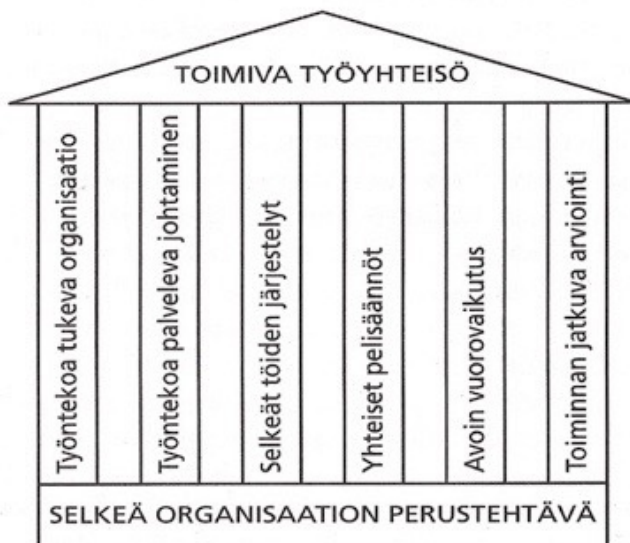 TOIMIVA TYÖYHTEISÖ
Työntekoa tukeva organisaatio
Työntekoa palveleva johtaminen
Selkeät töiden järjestelyt
Yhteiset pelisäännöt
Avoin vuorovaikutus
Toiminnan jatkuva arviointi
SELKEÄ ORGANISAATION PERUSTEHTÄVÄ